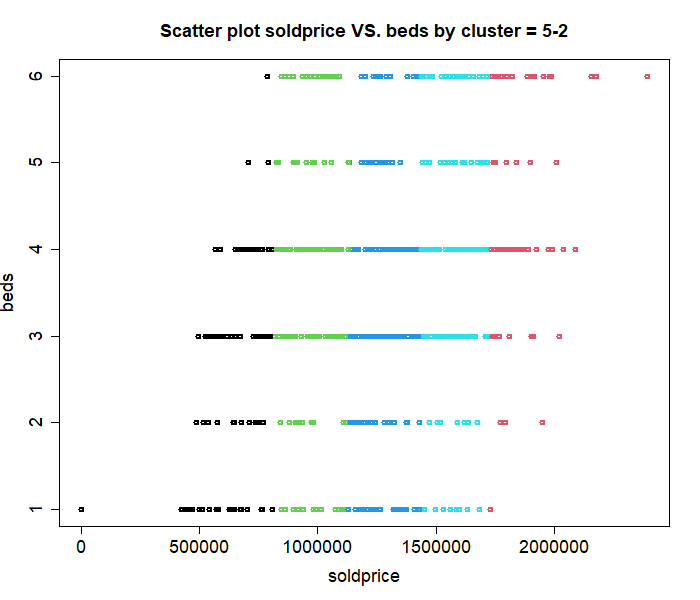 Scatter plot soldprice VS. beds by cluster = 5-2
beds
6
5
4
3
2
1
0 500000 1000000 1500000 2000000
soldprice